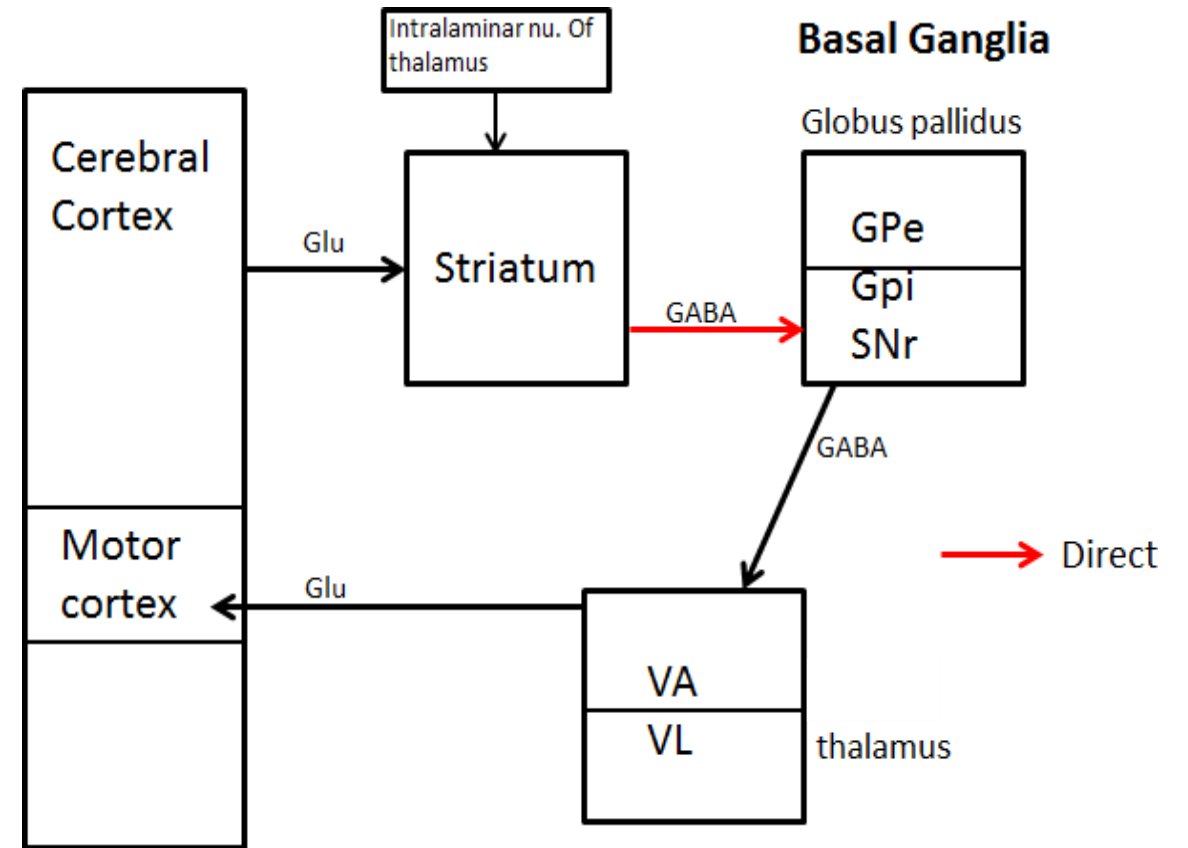 Intralaminar nu. Of
thalamus
Basal Ganglia
Globus pallidus
Cerebral
Cortex
Glu
Striatum
GABA
GPe
Gpi
SNr
GABA
Direct
Motor
cortex
Glu
VA
VL
thalamus